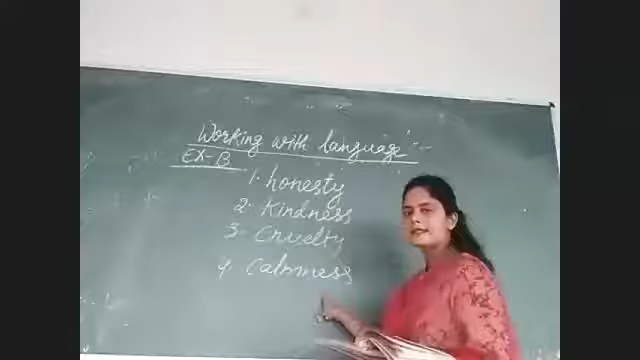 Working with language
EX-B
1. honesty
2. Kindness
3. Cruelty
4. Calmness